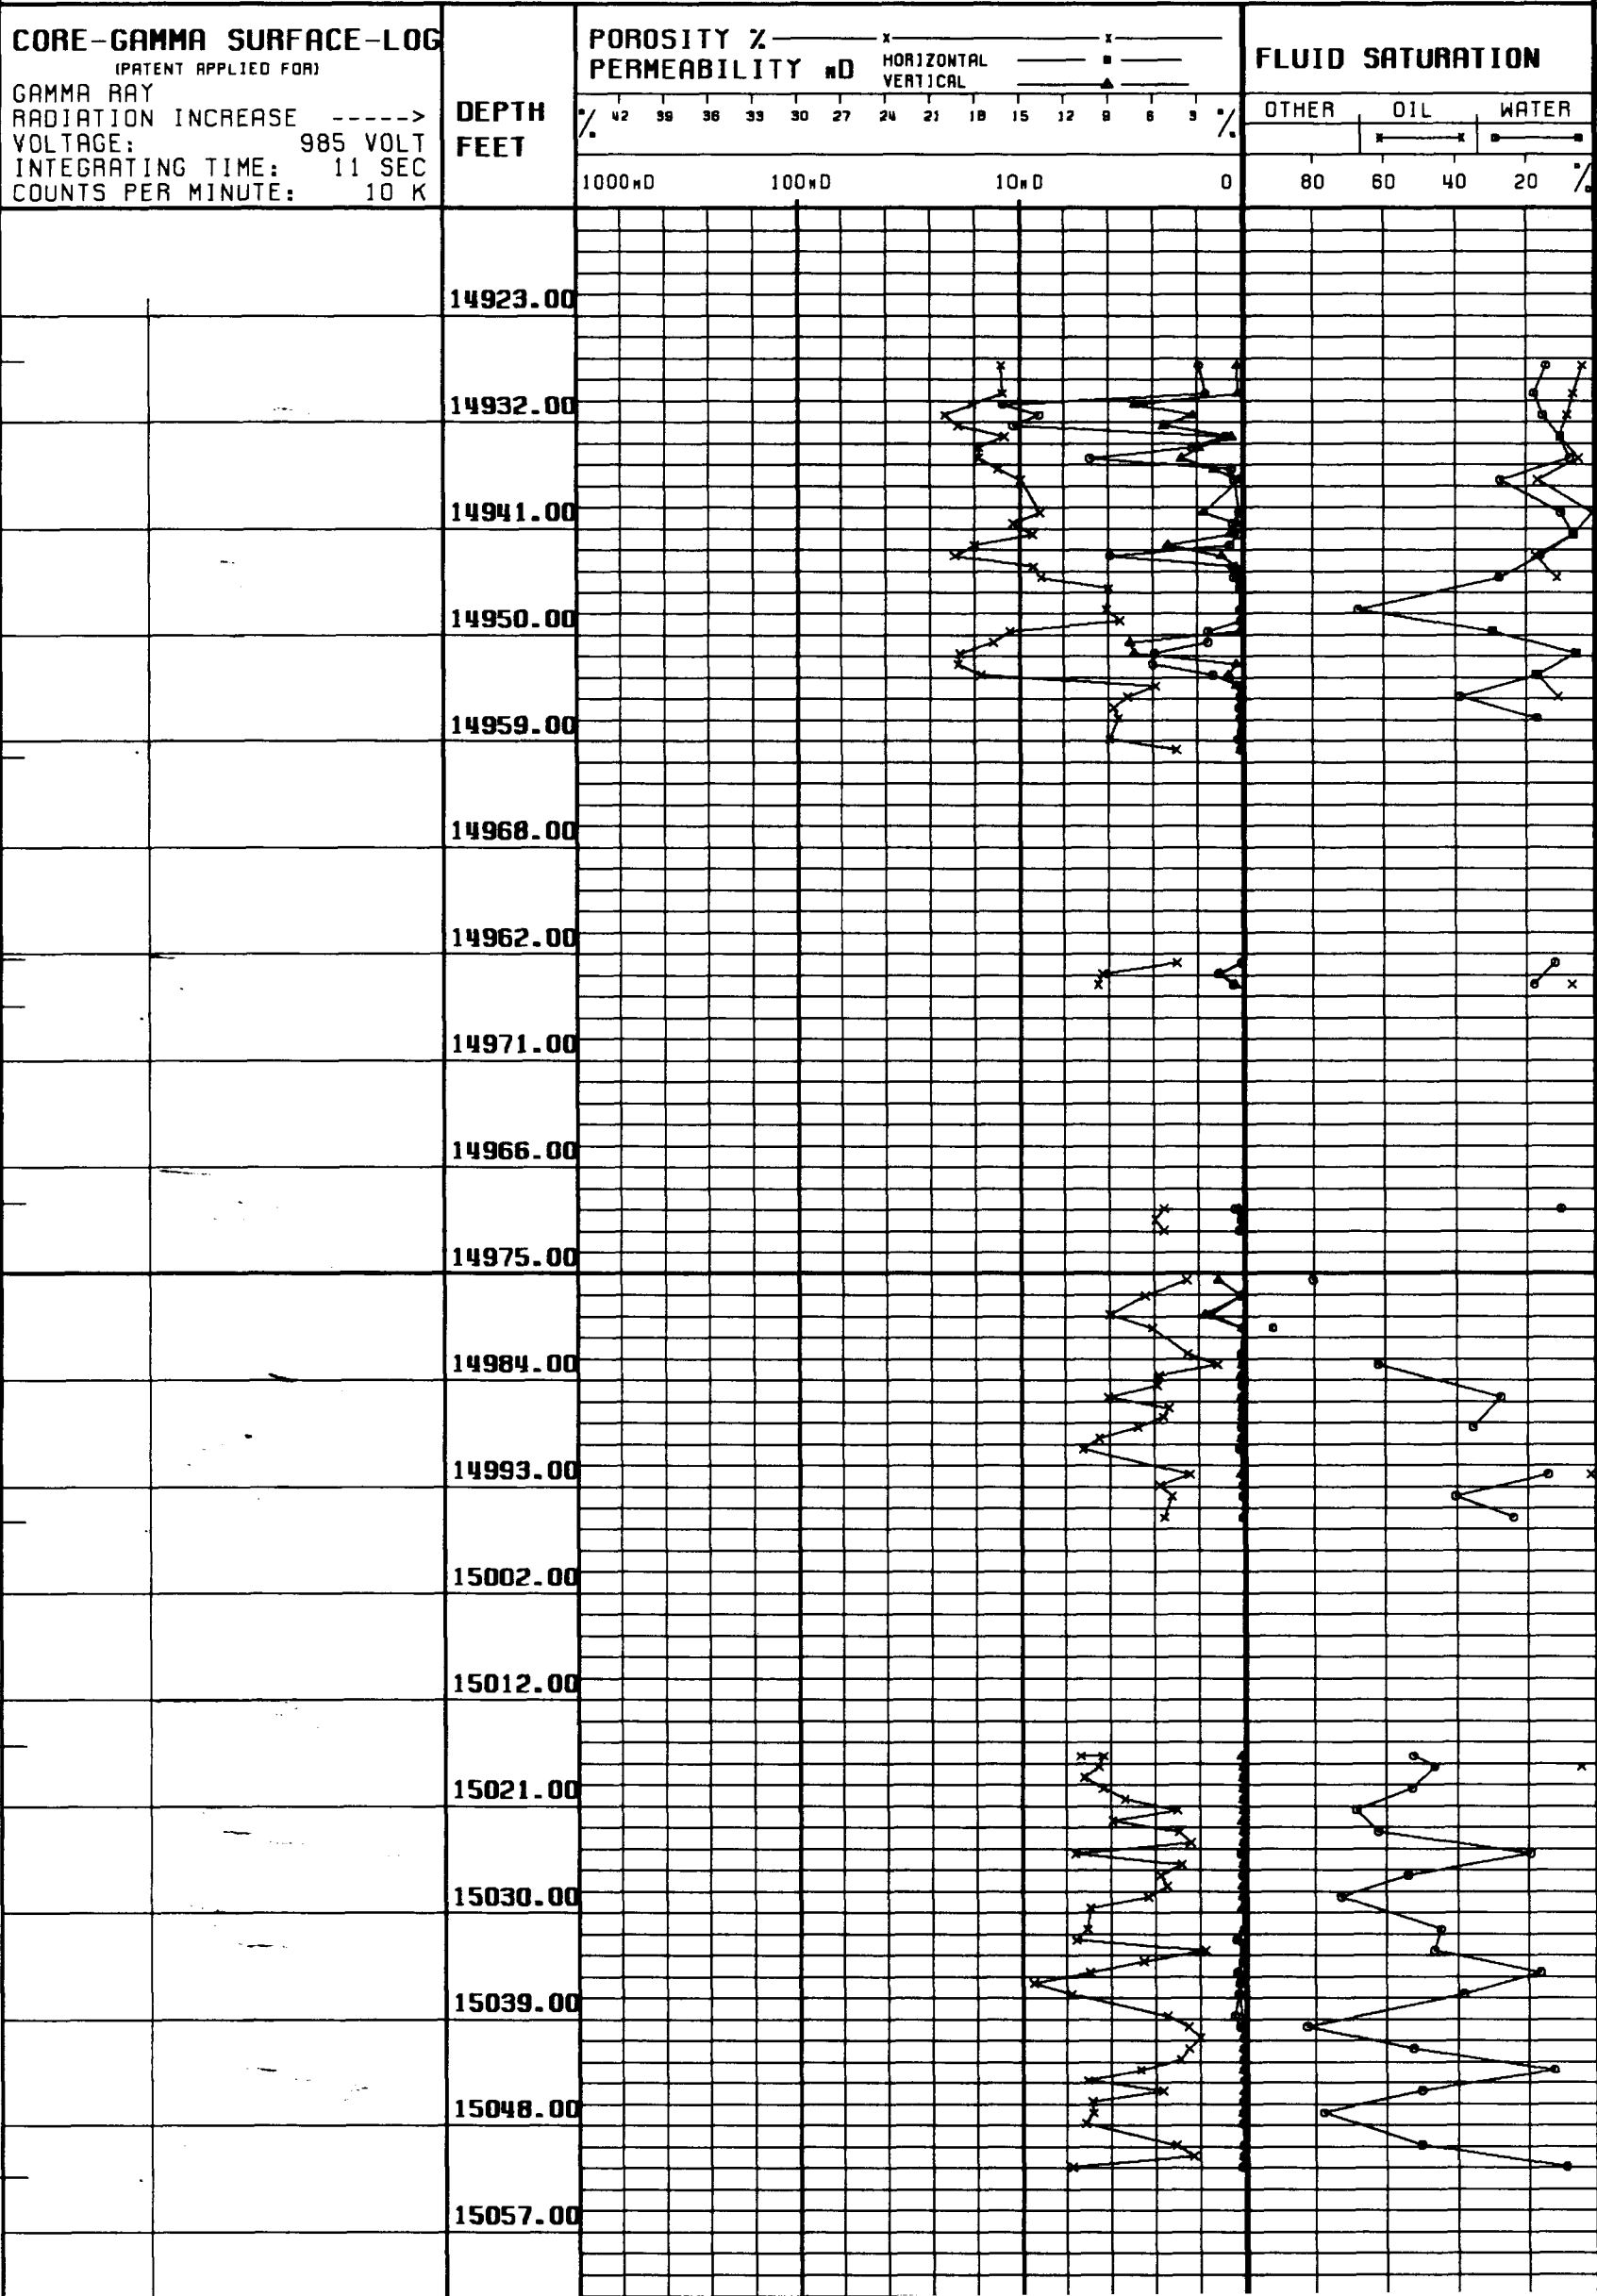 CORE-GAMMA SURFACE-LOG
(PATENT APPLIED FOR)
GAMMA RAY
RADIATION INCREASE ----->
VOLTAGE: 985 VOLT
INTEGRATING TIME: 11 SEC
COUNTS PER MINUTE: 10 K
DEPTH
FEET
POROSITY %
PERMEABILITY mD
HORIZONTAL
VERTICAL
% 42 39 36 33 30 27 24 21 18 15 12 9 6 3 %
1000mD 100mD 10mD 0
FLUID SATURATION
OTHER OIL WATER
80 60 40 20 %
14923.00
14932.00
14941.00
14950.00
14959.00
14968.00
14962.00
14971.00
14966.00
14975.00
14984.00
14993.00
15002.00
15012.00
15021.00
15030.00
15039.00
15048.00
15057.00